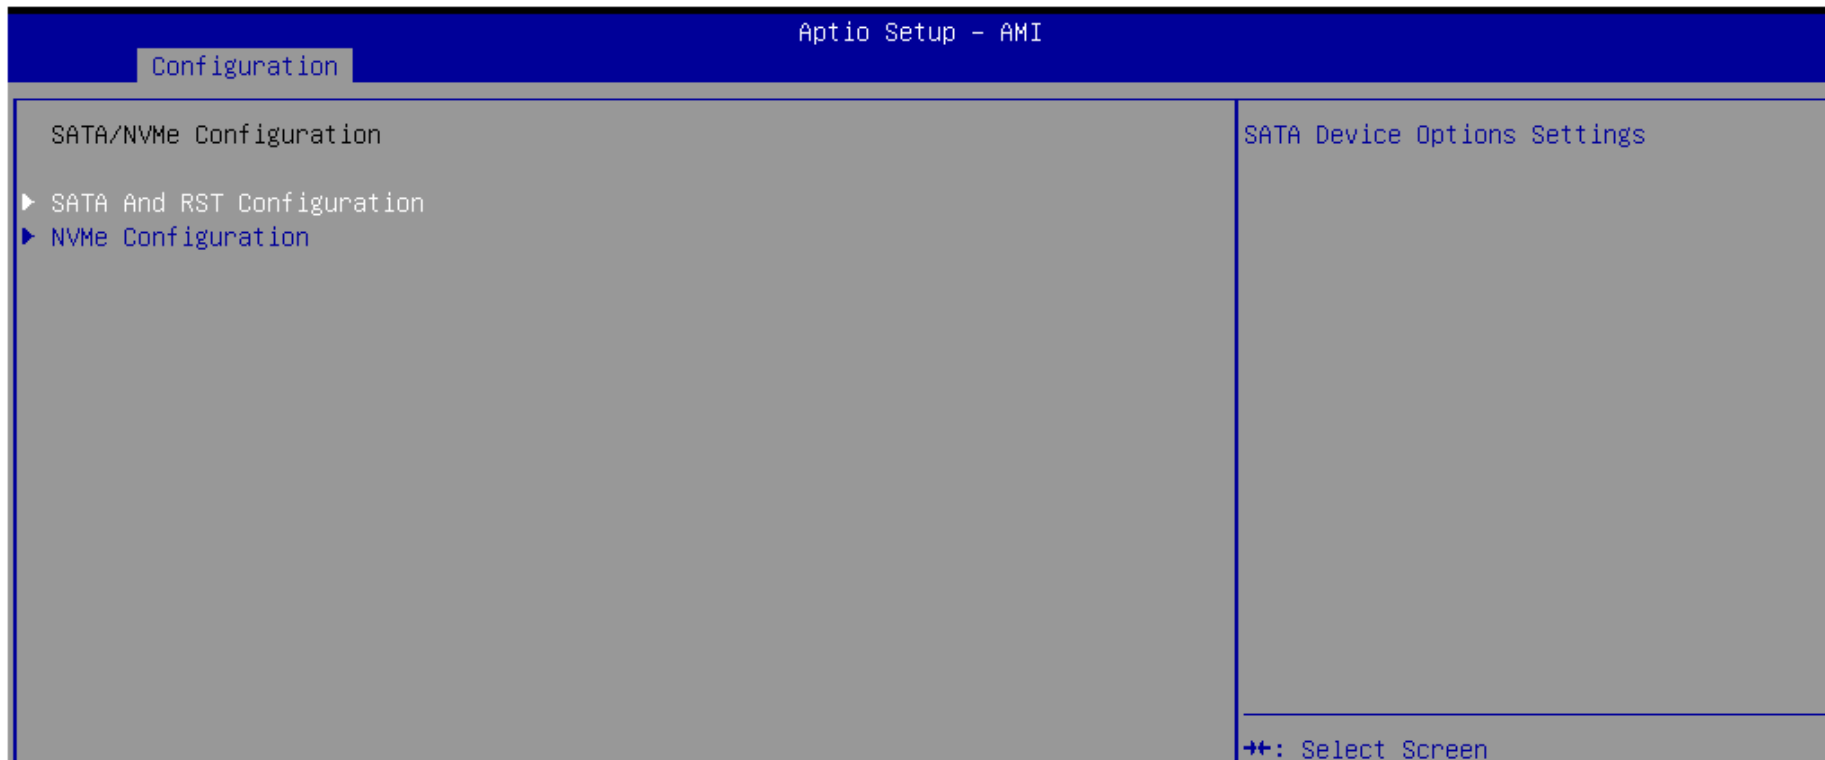 Aptio Setup – AMI
Configuration
SATA/NVMe Configuration
SATA And RST Configuration
NVMe Configuration
SATA Device Options Settings
→←: Select Screen